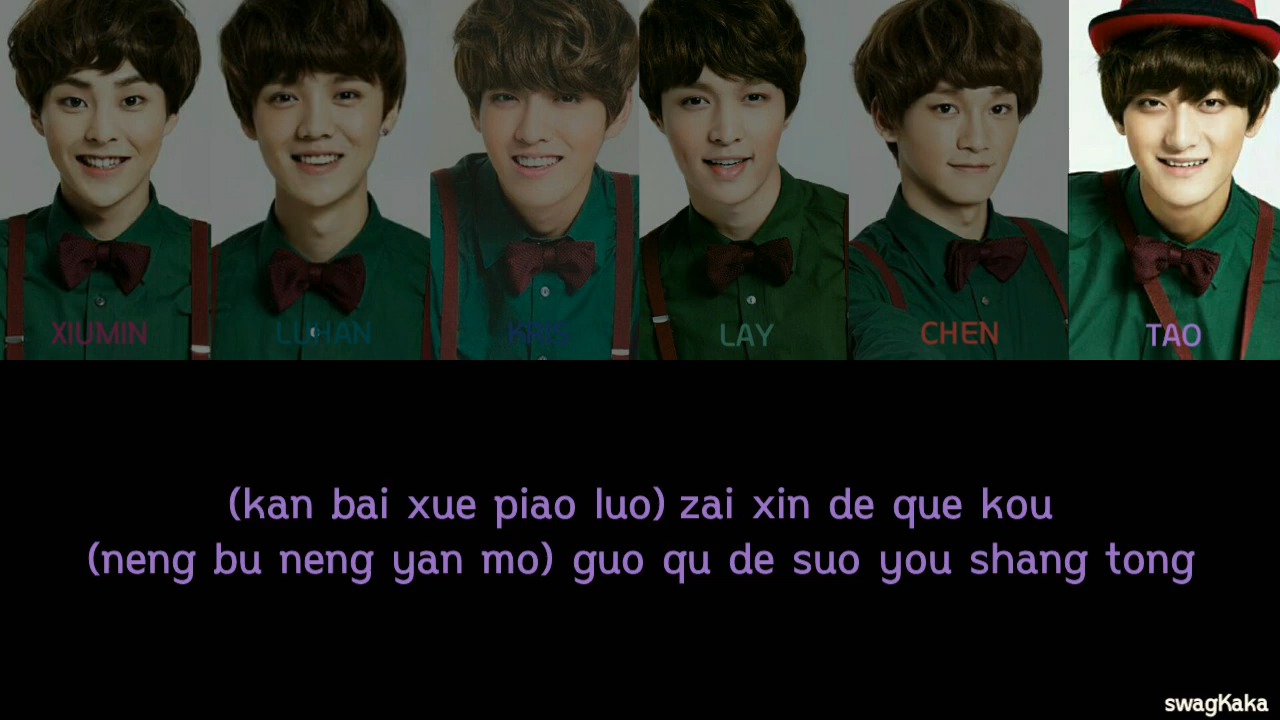 XIUMIN LUHAN KRIS LAY CHEN TAO
(kan bai xue piao luo) zai xin de que kou
(neng bu neng yan mo) guo qu de suo you shang tong
swagKaka